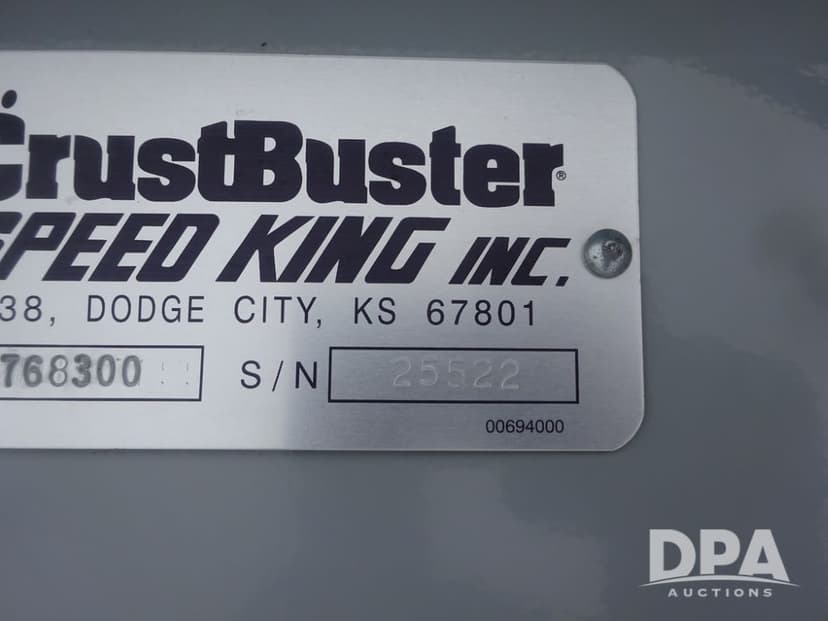 CrustBuster®
SPEED KING INC.
38, DODGE CITY, KS 67801
768300 S/N 25522
00694000
DPA
AUCTIONS